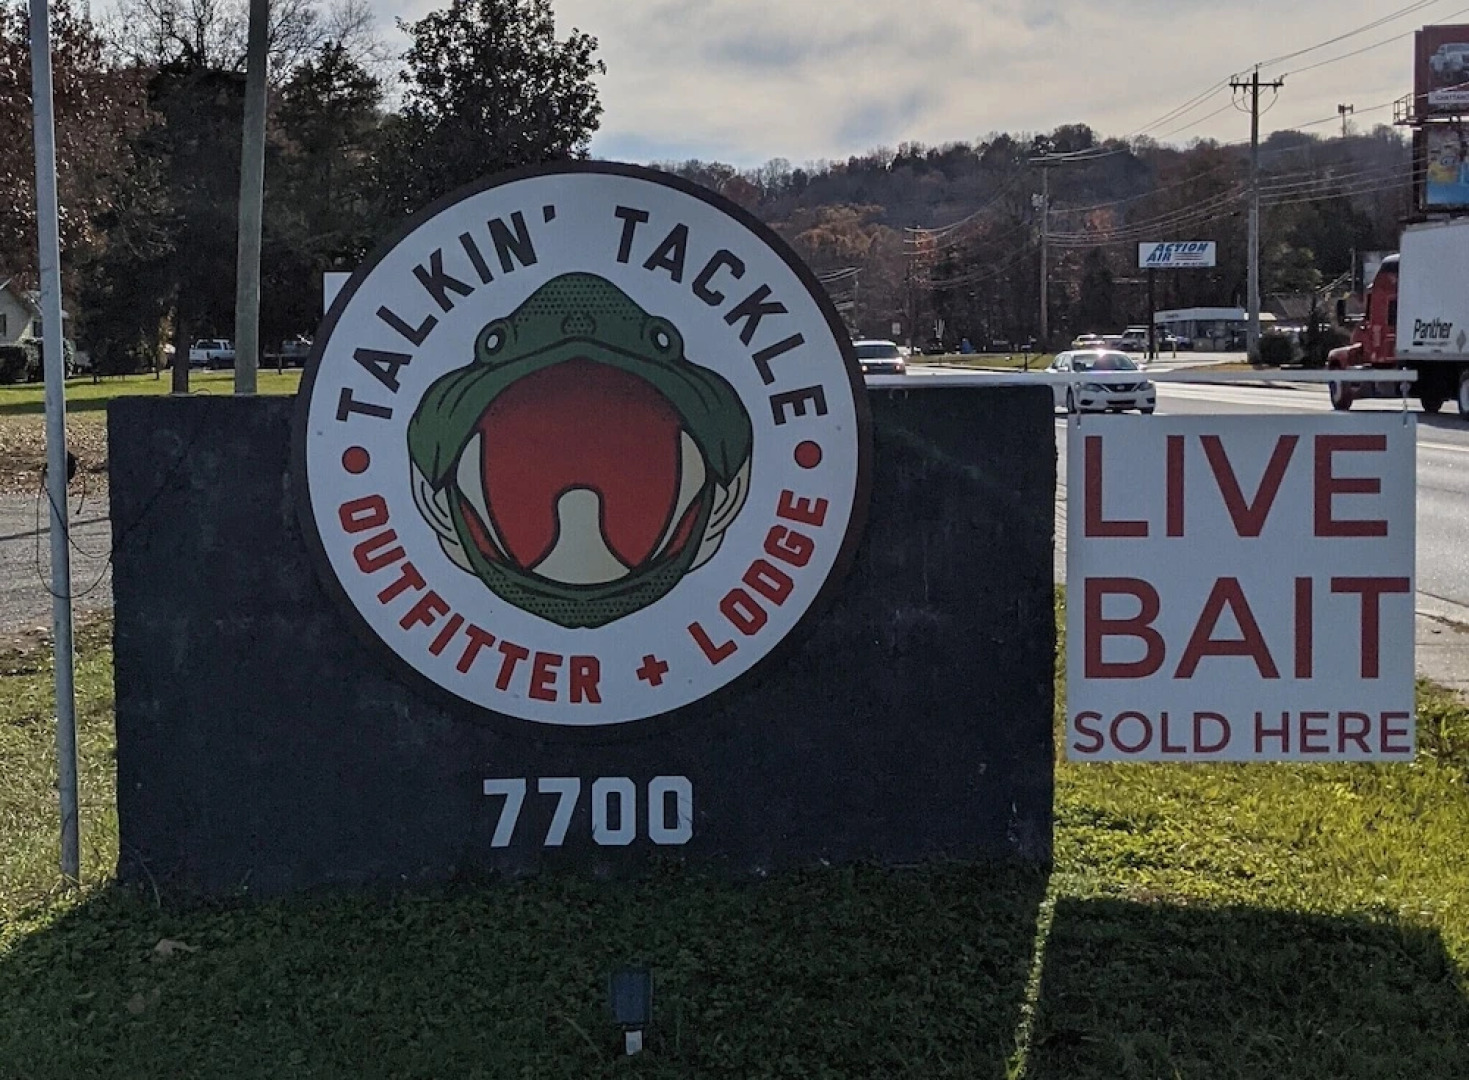 TALKIN' TACKLE
OUTFITTER + LODGE
7700
LIVE
BAIT
SOLD HERE
ACTION
AIR
Panther